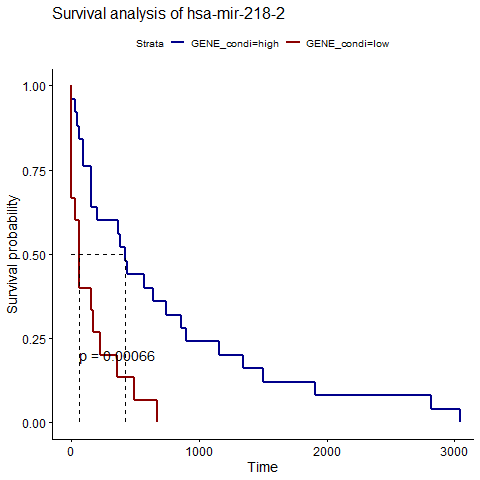 Survival analysis of hsa-mir-218-2
Strata GENE_condi=high GENE_condi=low
1.00
0.75
0.50
0.25
0.00
Survival probability
p = 0.00066
0 1000 2000 3000
Time